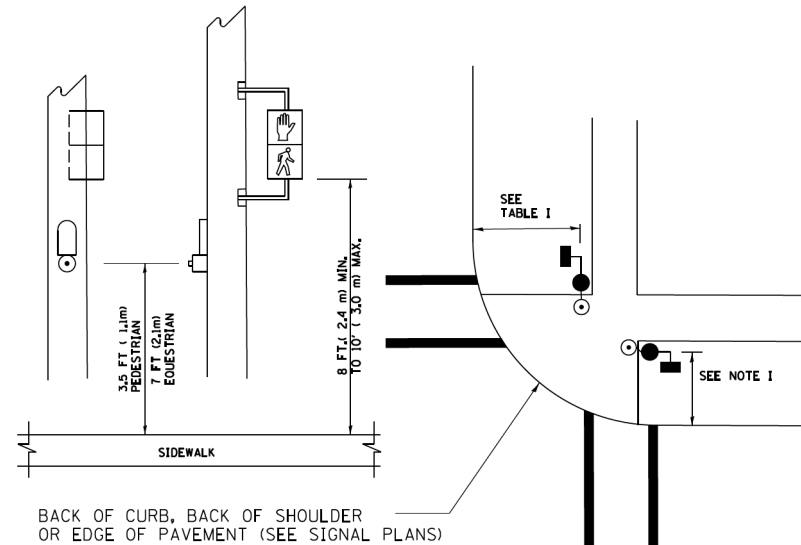 3.5 FT ( 1.1m)
PEDESTRIAN
7 FT (2.1m)
EQUESTRIAN
8 FT.( 2.4 m) MIN.
TO 10' ( 3.0 m) MAX.
SIDEWALK
SEE
TABLE I
SEE NOTE I
BACK OF CURB, BACK OF SHOULDER
OR EDGE OF PAVEMENT (SEE SIGNAL PLANS)